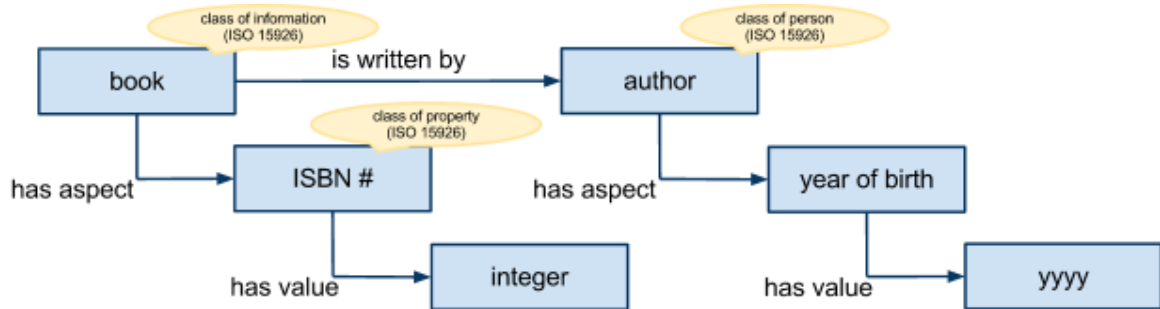 class of information
(ISO 15926)
class of person
(ISO 15926)
book
is written by
author
class of property
(ISO 15926)
has aspect
ISBN #
has aspect
year of birth
has value
integer
has value
yyyy